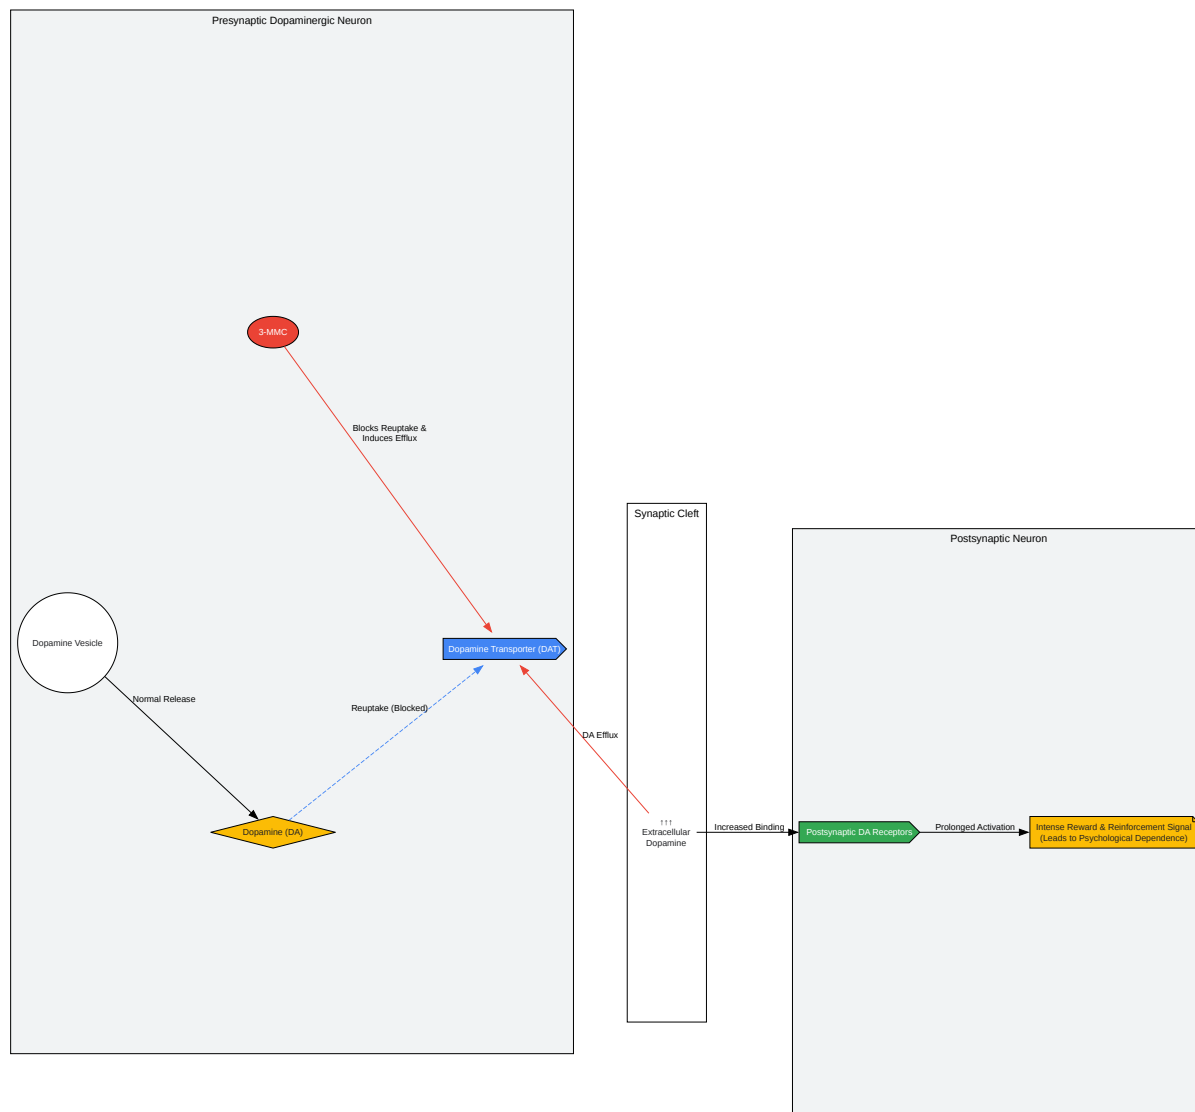 Presynaptic Dopaminergic Neuron
3-MMC
Blocks Reuptake &
Induces Efflux
Synaptic Cleft
Postsynaptic Neuron
Dopamine Vesicle
Dopamine Transporter (DAT)
Normal Release
Reuptake (Blocked)
DA Efflux
Dopamine (DA)
↑↑↑
Extracellular
Dopamine
Increased Binding
Postsynaptic DA Receptors
Prolonged Activation
Intense Reward & Reinforcement Signal
(Leads to Psychological Dependence)